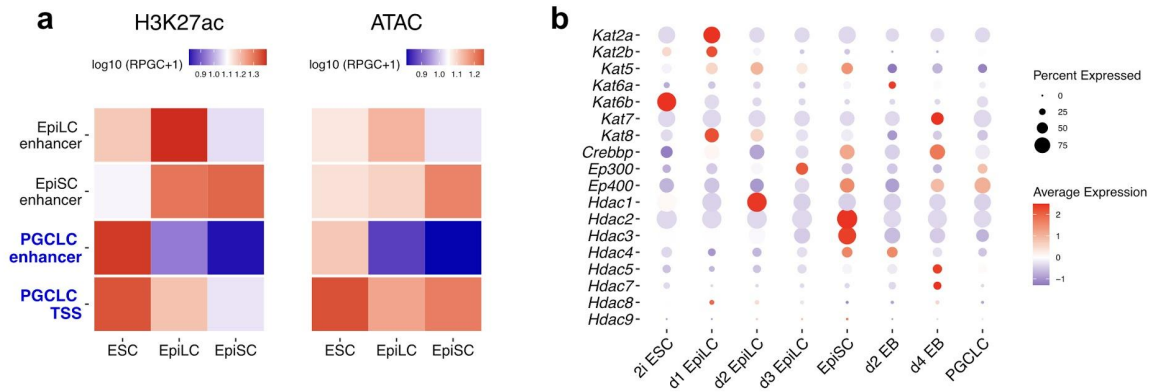 a
H3K27ac
ATAC
log10 (RPGC+1)
0.9 1.0 1.1 1.2 1.3
log10 (RPGC+1)
0.9 1.0 1.1 1.2
EpiLC
enhancer
EpiSC
enhancer
PGCLC
enhancer
PGCLC
TSS
ESC EpiLC EpiSC
ESC EpiLC EpiSC
b
Kat2a
Kat2b
Kat5
Kat6a
Kat6b
Kat7
Kat8
Crebbp
Ep300
Ep400
Hdac1
Hdac2
Hdac3
Hdac4
Hdac5
Hdac7
Hdac8
Hdac9
2i ESC
d1 EpiLC
d2 EpiLC
d3 EpiLC
EpiSC
d2 EB
d4 EB
PGCLC
Percent Expressed
0
25
50
75
Average Expression
2
1
0
−1